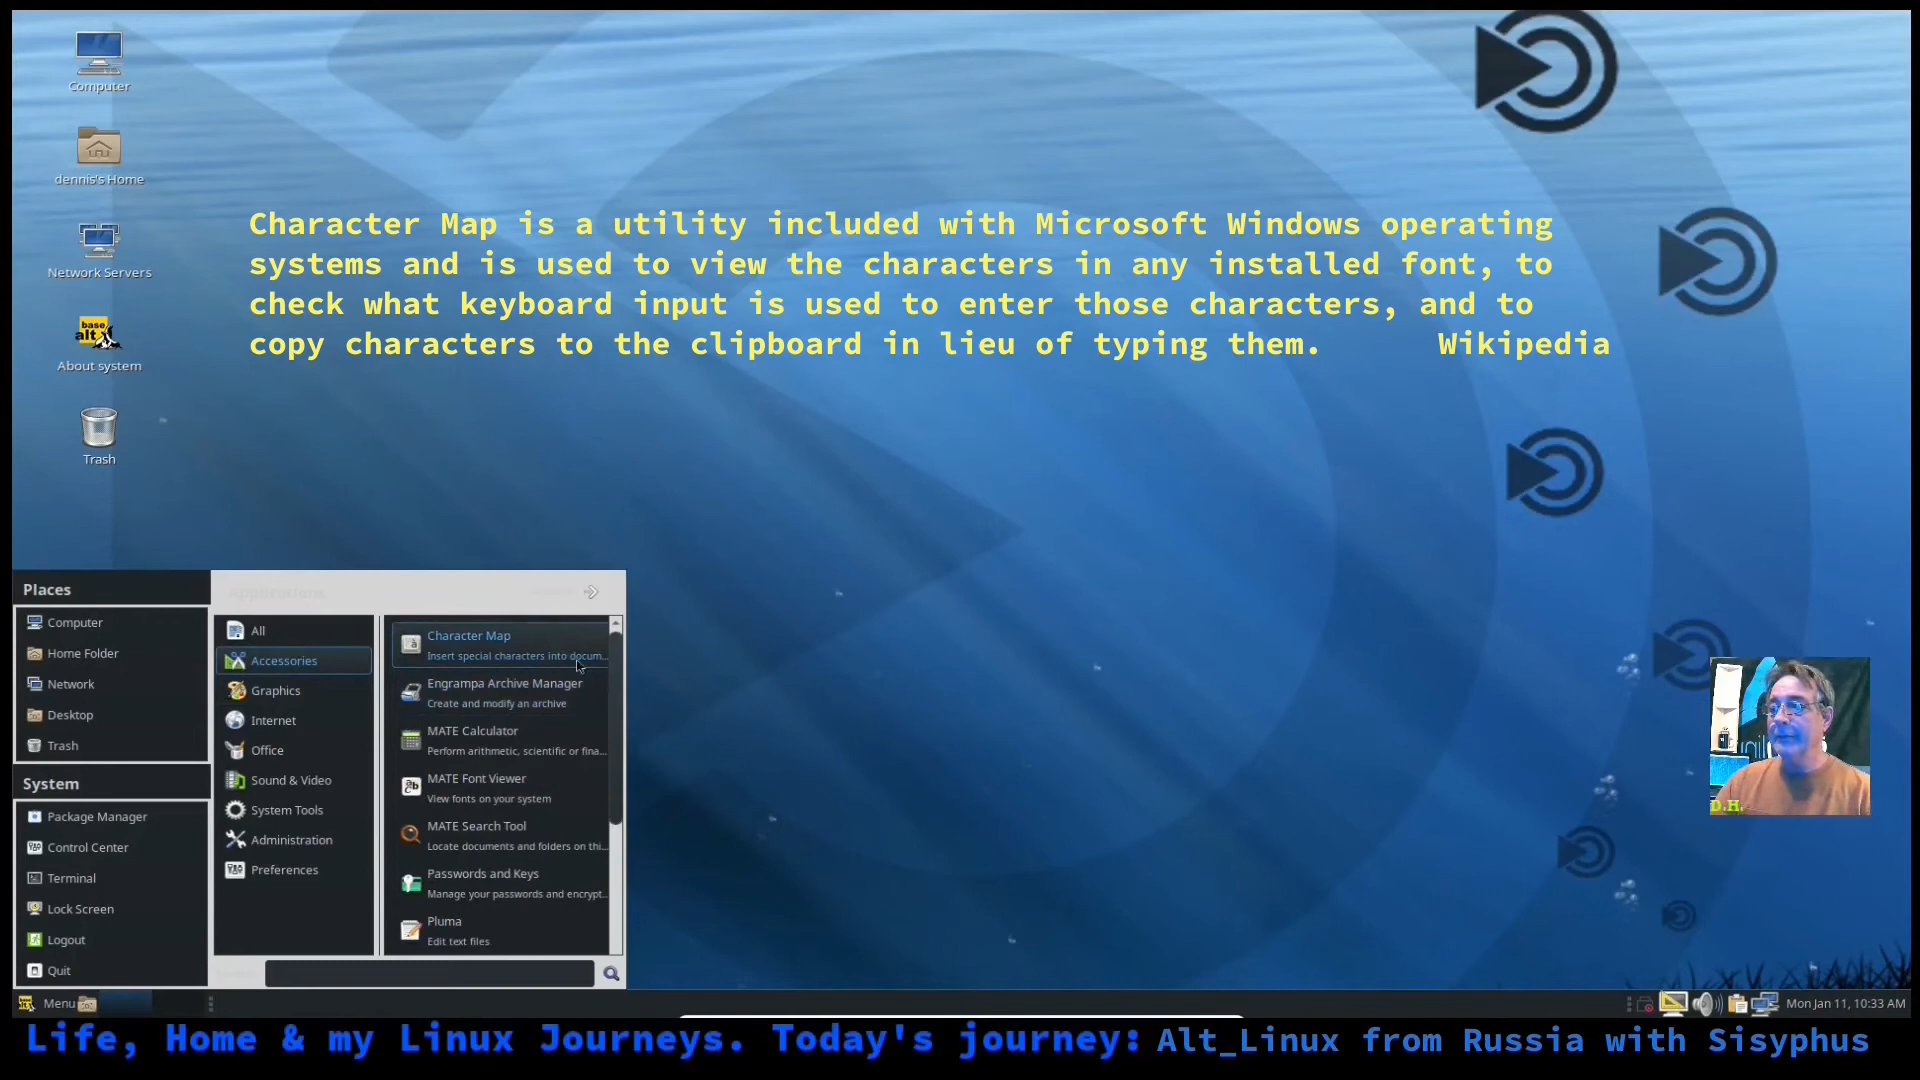 Computer
dennis's Home
Network Servers
base
alt
About system
Trash
Character Map is a utility included with Microsoft Windows operating
systems and is used to view the characters in any installed font, to
check what keyboard input is used to enter those characters, and to
copy characters to the clipboard in lieu of typing them. Wikipedia
Places
Computer
Home Folder
Network
Desktop
Trash
System
Package Manager
Control Center
Terminal
Lock Screen
Logout
Quit
Applications
All
Accessories
Graphics
Internet
Office
Sound & Video
System Tools
Administration
Preferences
Character Map
Insert special characters into docum...
Engrampa Archive Manager
Create and modify an archive
MATE Calculator
Perform arithmetic, scientific or fina...
MATE Font Viewer
View fonts on your system
MATE Search Tool
Locate documents and folders on thi...
Passwords and Keys
Manage your passwords and encrypt...
Pluma
Edit text files
D.H.
Menu
Mon Jan 11, 10:33 AM
Life, Home & my Linux Journeys. Today's journey: Alt_Linux from Russia with Sisyphus